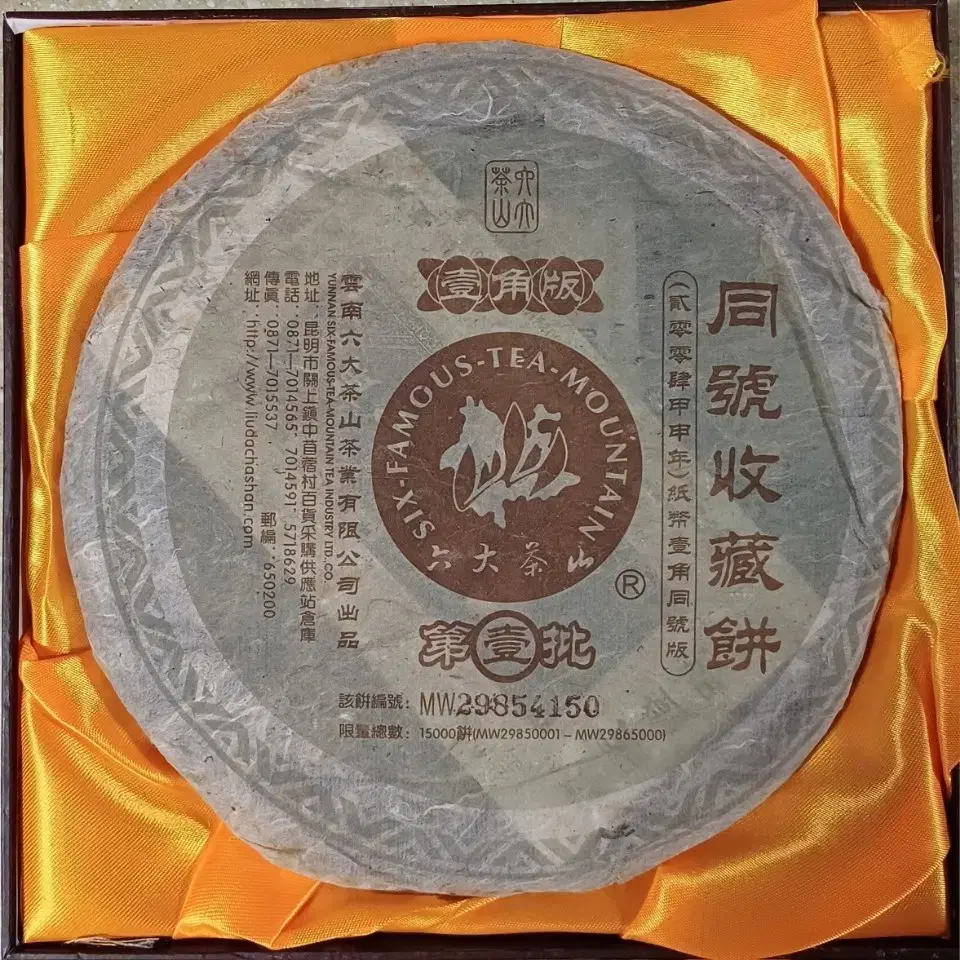 六大茶山
壹角版
同號收藏餅
(貳零零肆甲申年)紙幣壹角同號版
SIX-FAMOUS-TEA-MOUNTAIN
六大茶山
®
雲南六大茶山茶業有限公司出品
YUNNAN SIX-FAMOUS-TEA-MOUNTAIN TEA INDUSTRY LTD.CO.
地址：昆明市關上鎮中苜宿村百貨采購供應站倉庫
電話：0871—7014565' 7014591' 5718629
傳真：0871—7015537. 郵編：650200
網址：http://www.liudachashan.com
第壹批
該餅編號：MW29854150
限量總數：15000餅(MW29850001－MW29865000)